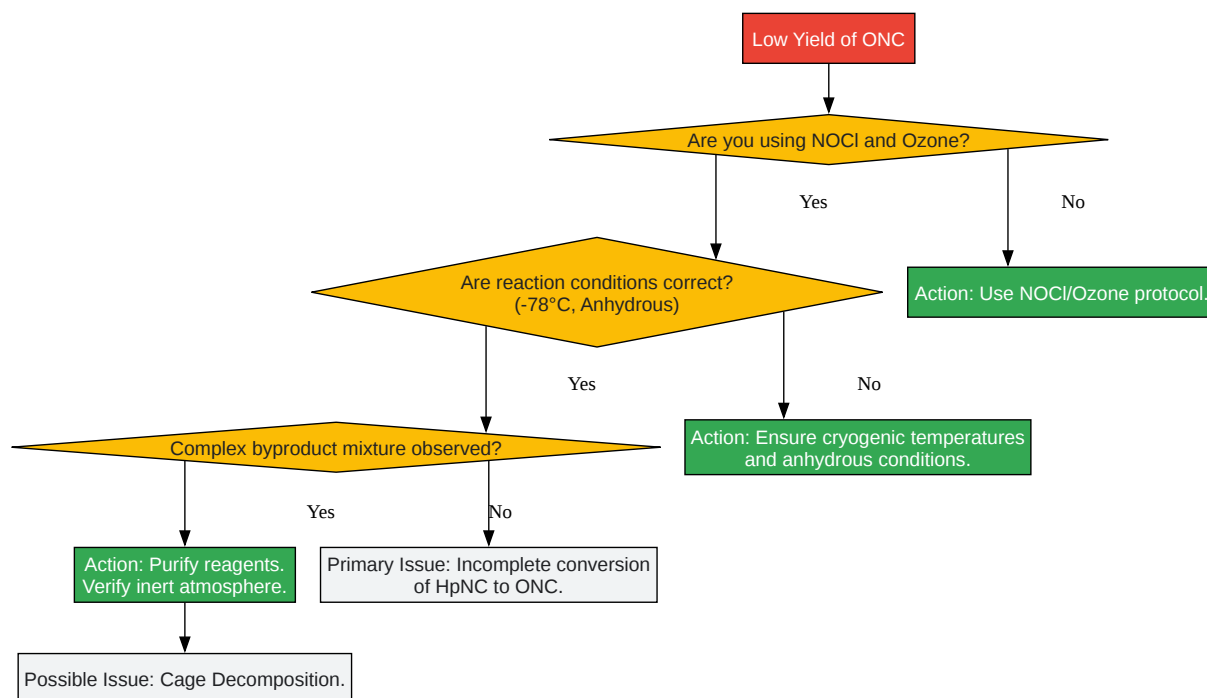 Low Yield of ONC
Are you using NOCl and Ozone?
Yes
No
Are reaction conditions correct?
(-78°C, Anhydrous)
Action: Use NOCl/Ozone protocol.
Yes
No
Complex byproduct mixture observed?
Action: Ensure cryogenic temperatures
and anhydrous conditions.
Yes
No
Action: Purify reagents.
Verify inert atmosphere.
Primary Issue: Incomplete conversion
of HpNC to ONC.
Possible Issue: Cage Decomposition.